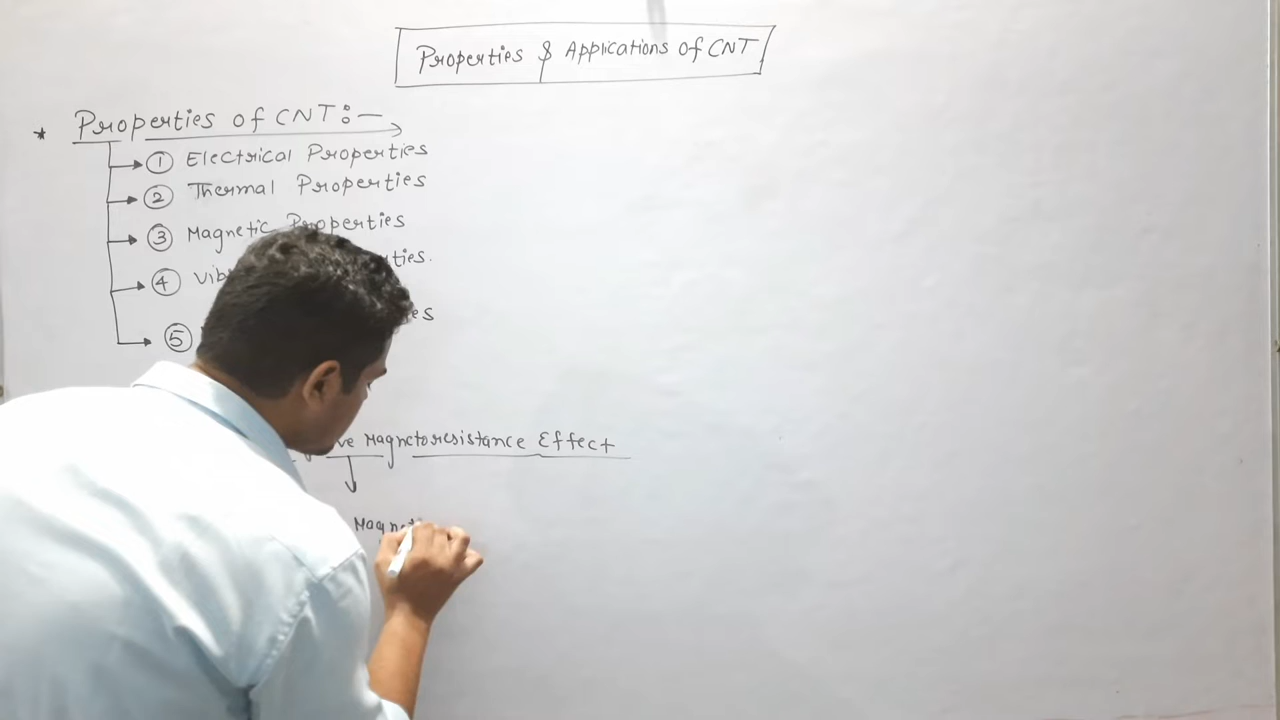 Properties & Applications of CNT
* Properties of CNT:-
① Electrical Properties
② Thermal Properties
③ Magnetic Properties
④
⑤
Magnetoresistance Effect